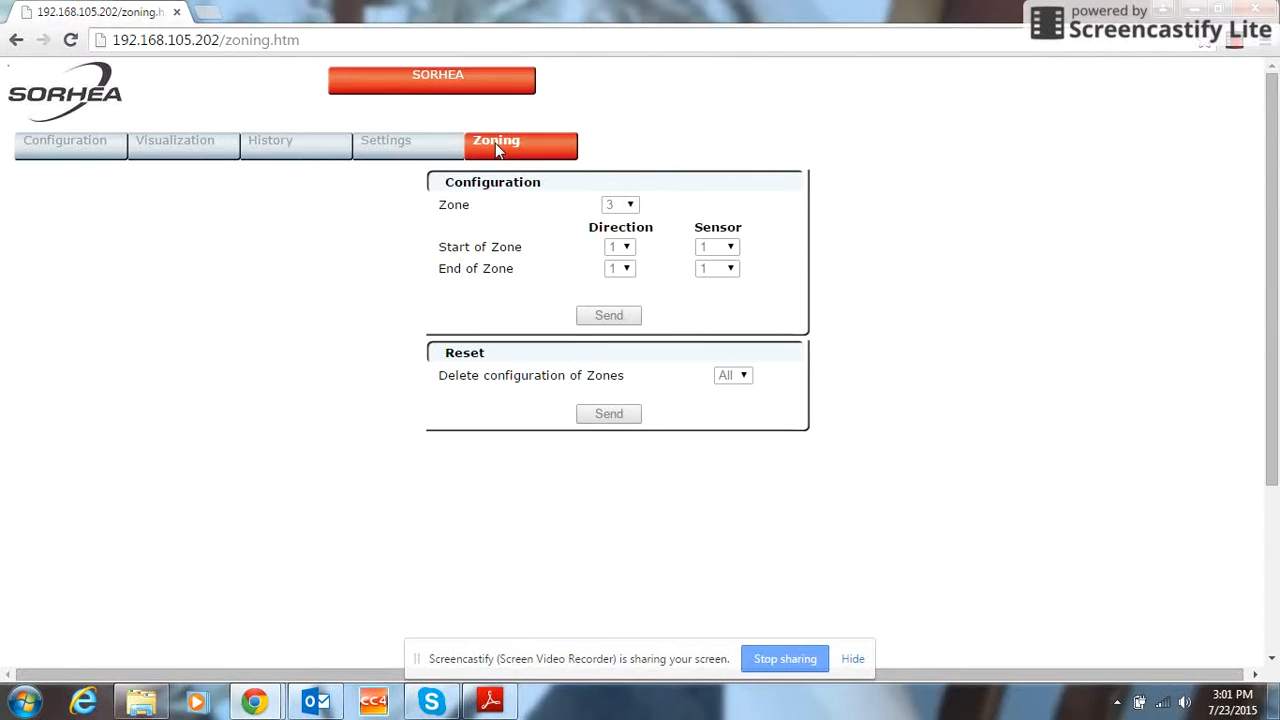 192.168.105.202/zoning.h
powered by
Screencastify Lite
192.168.105.202/zoning.htm
SORHEA
SORHEA
Configuration
Visualization
History
Settings
Zoning
Configuration
Zone
3
Direction
Sensor
Start of Zone
1
1
End of Zone
1
1
Send
Reset
Delete configuration of Zones
All
Send
Screencastify (Screen Video Recorder) is sharing your screen.
Stop sharing
Hide
CC4
3:01 PM
7/23/2015